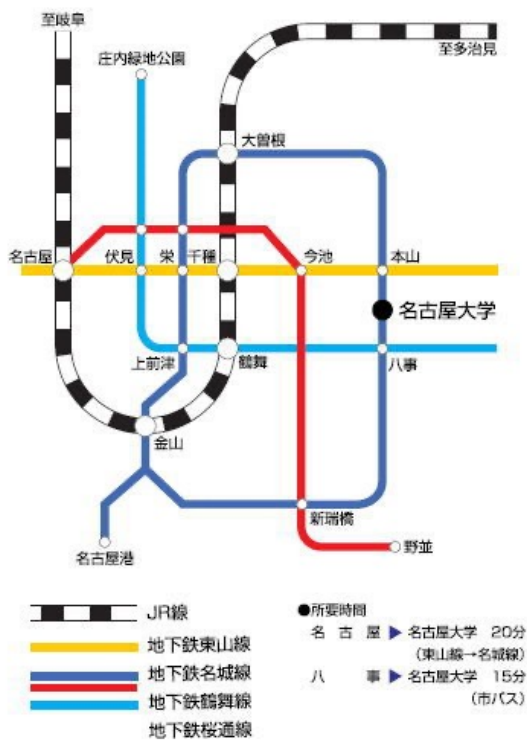 至岐阜
至多治見
庄内緑地公園
大曽根
名古屋
伏見
栄
千種
今池
本山
名古屋大学
上前津
鶴舞
八事
金山
新瑞橋
名古屋港
野並
JR線
地下鉄東山線
地下鉄名城線
地下鉄鶴舞線
地下鉄桜通線
●所要時間
名古屋 ▶ 名古屋大学 20分
(東山線→名城線)
八事 ▶ 名古屋大学 15分
(市バス)